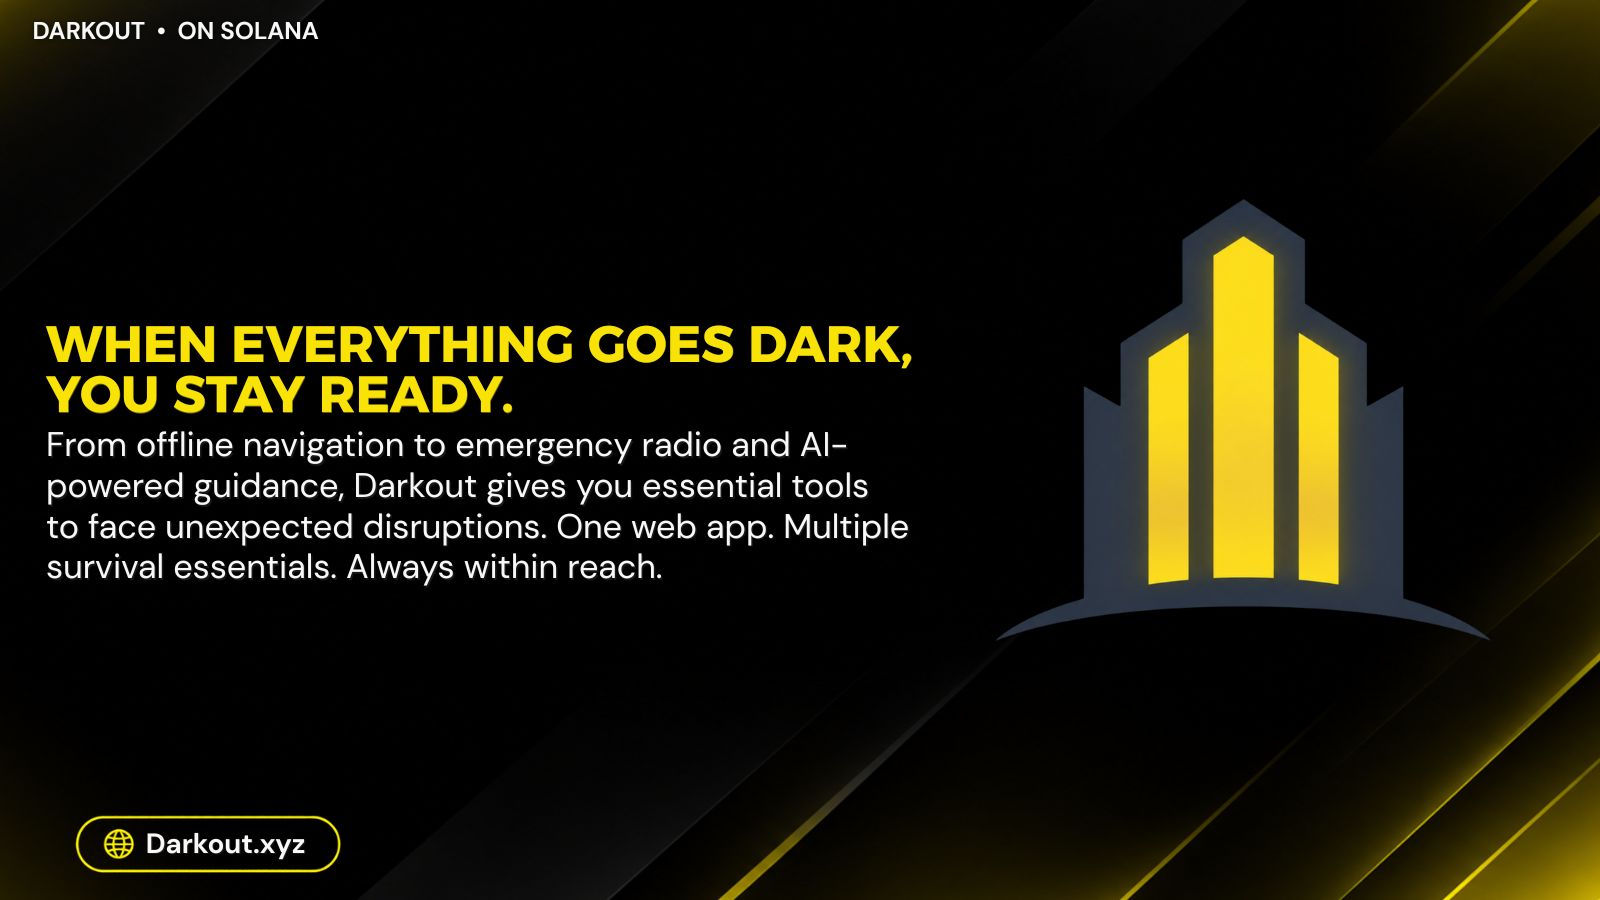 DARKOUT • ON SOLANA
WHEN EVERYTHING GOES DARK,
YOU STAY READY.
From offline navigation to emergency radio and AI-
powered guidance, Darkout gives you essential tools
to face unexpected disruptions. One web app. Multiple
survival essentials. Always within reach.
Darkout.xyz